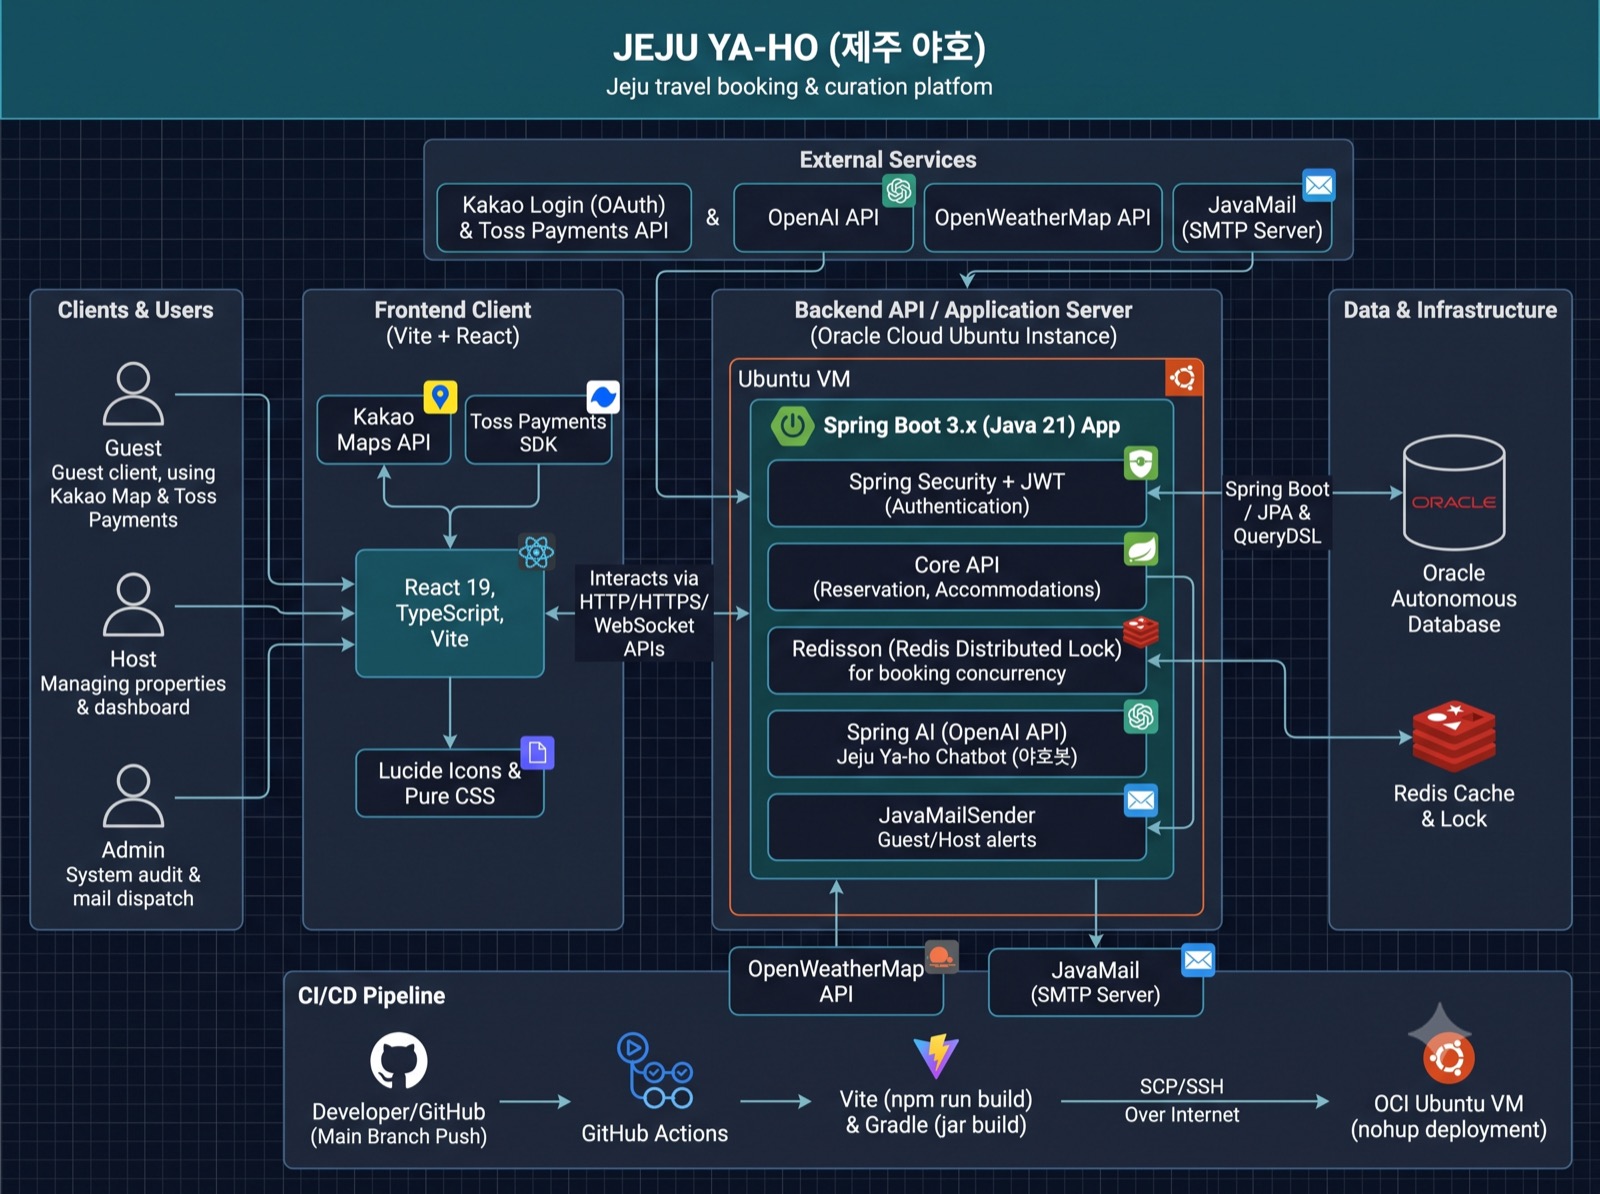 JEJU YA-HO (제주 야호)
Jeju travel booking & curation platfom
External Services
Kakao Login (OAuth)
& Toss Payments API
&
OpenAI API
OpenWeatherMap API
JavaMail
(SMTP Server)
Clients & Users
Guest
Guest client, using
Kakao Map & Toss
Payments
Host
Managing properties
& dashboard
Admin
System audit &
mail dispatch
Frontend Client
(Vite + React)
Kakao
Maps API
Toss Payments
SDK
React 19,
TypeScript,
Vite
Lucide Icons &
Pure CSS
Interacts via
HTTP/HTTPS/
WebSocket
APIs
Backend API / Application Server
(Oracle Cloud Ubuntu Instance)
Ubuntu VM
Spring Boot 3.x (Java 21) App
Spring Security + JWT
(Authentication)
Core API
(Reservation, Accommodations)
Redisson (Redis Distributed Lock)
for booking concurrency
Spring AI (OpenAI API)
Jeju Ya-ho Chatbot (야호봇)
JavaMailSender
Guest/Host alerts
Spring Boot
/ JPA &
QueryDSL
Data & Infrastructure
ORACLE
Oracle
Autonomous
Database
Redis Cache
& Lock
OpenWeatherMap
API
JavaMail
(SMTP Server)
CI/CD Pipeline
Developer/GitHub
(Main Branch Push)
GitHub Actions
Vite (npm run build)
& Gradle (jar build)
SCP/SSH
Over Internet
OCI Ubuntu VM
(nohup deployment)